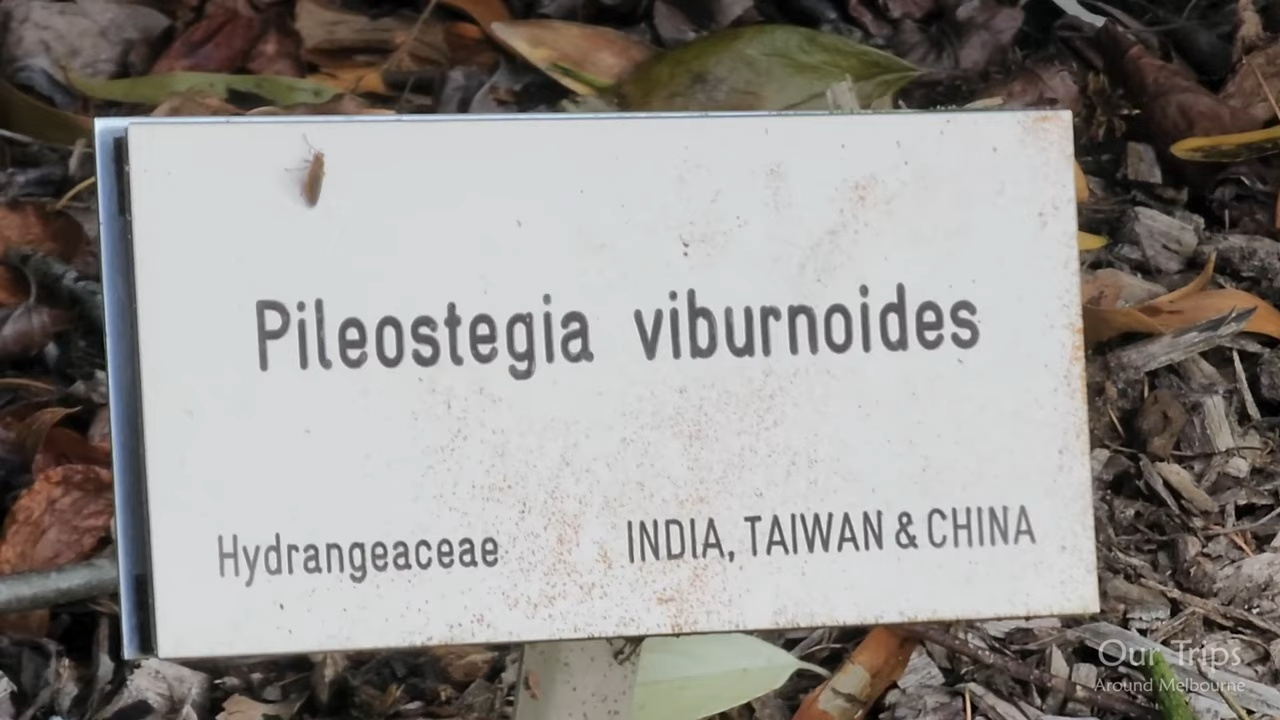 Pileostegia viburnoides
Hydrangeaceae INDIA, TAIWAN & CHINA
Our Trips
Around Melbourne